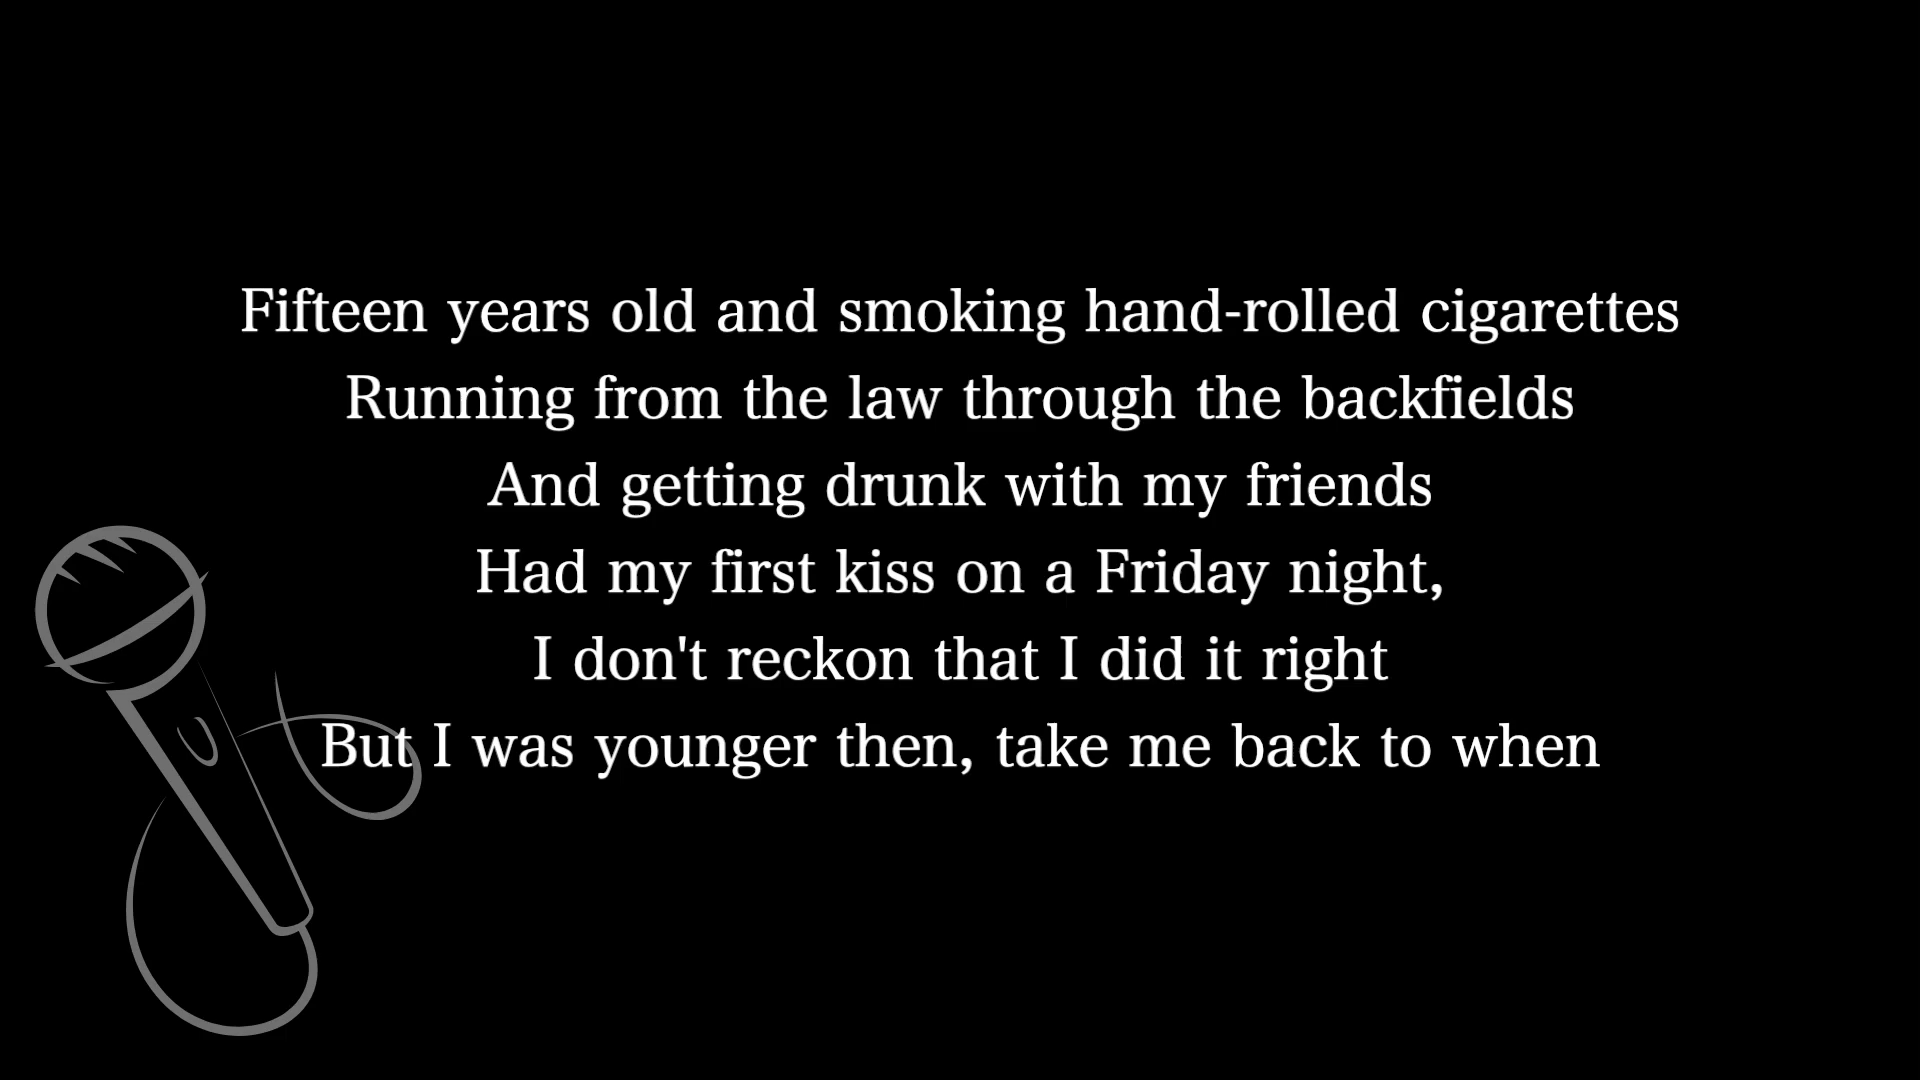 Fifteen years old and smoking hand-rolled cigarettes
Running from the law through the backfields
And getting drunk with my friends
Had my first kiss on a Friday night,
I don't reckon that I did it right
But I was younger then, take me back to when